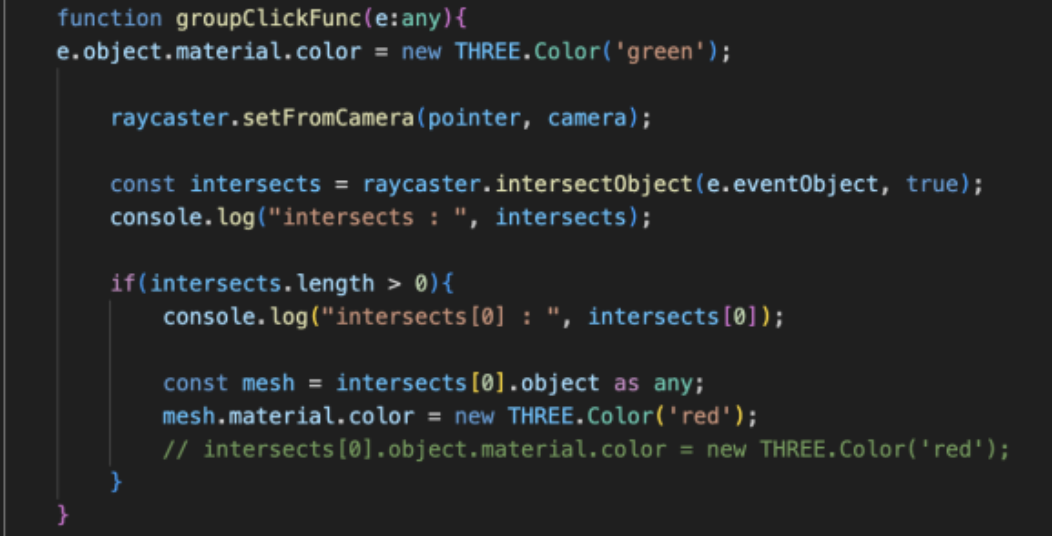 function groupClickFunc(e:any){
e.object.material.color = new THREE.Color('green');
raycaster.setFromCamera(pointer, camera);
const intersects = raycaster.intersectObject(e.eventObject, true);
console.log("intersects : ", intersects);
if(intersects.length > 0){
console.log("intersects[0] : ", intersects[0]);
const mesh = intersects[0].object as any;
mesh.material.color = new THREE.Color('red');
// intersects[0].object.material.color = new THREE.Color('red');
}
}